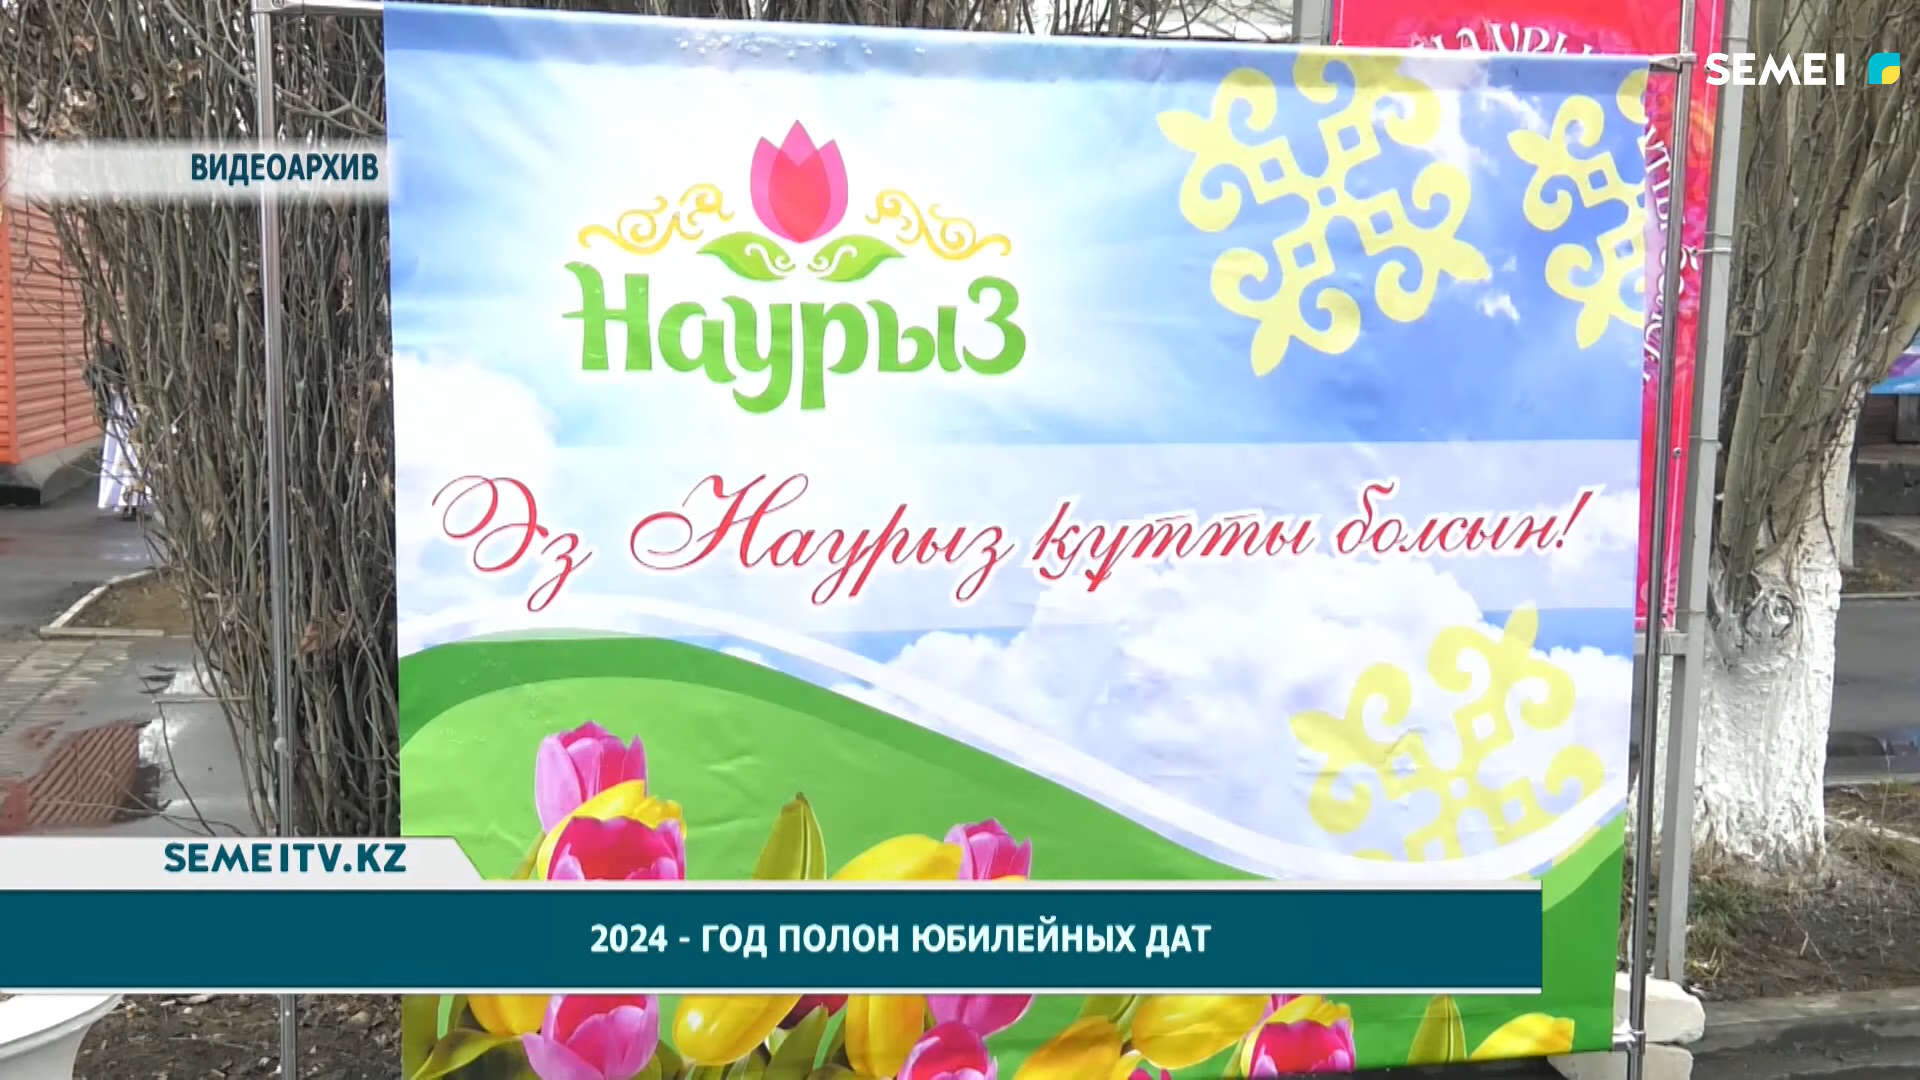 SEMEI
ВИДЕОАРХИВ
Наурыз
Әз Наурыз құтты болсын!
SEMEITV.KZ
2024 - ГОД ПОЛОН ЮБИЛЕЙНЫХ ДАТ